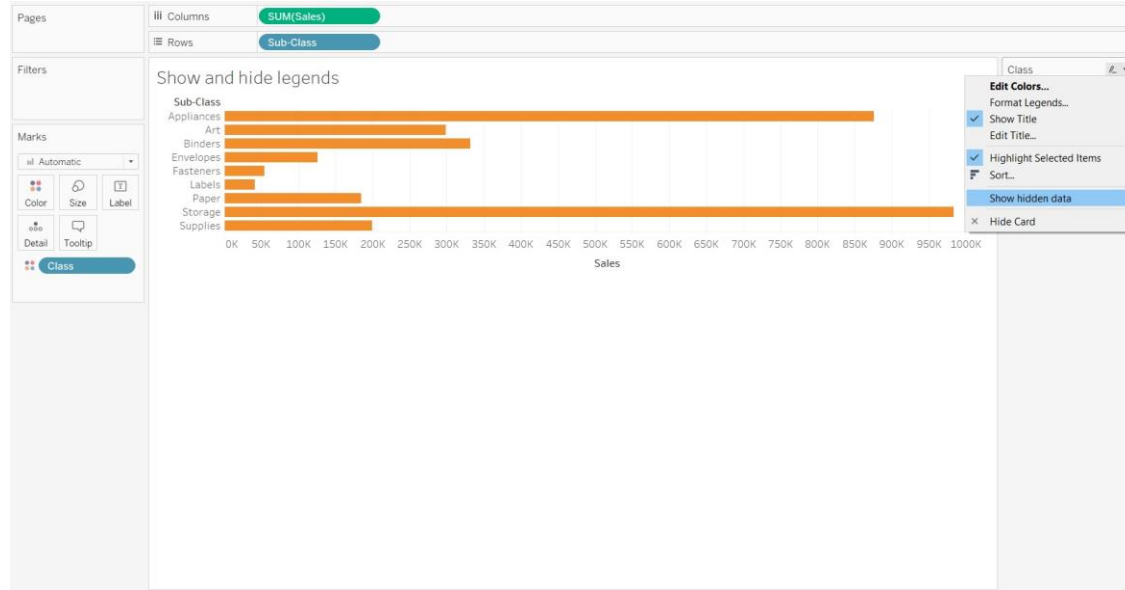 Pages
Columns
SUM(Sales)
Rows
Sub-Class
Filters
Marks
Automatic
Color
Size
Label
Detail
Tooltip
Class
Show and hide legends
Sub-Class
Appliances
Art
Binders
Envelopes
Fasteners
Labels
Paper
Storage
Supplies
0K 50K 100K 150K 200K 250K 300K 350K 400K 450K 500K 550K 600K 650K 700K 750K 800K 850K 900K 950K 1000K
Sales
Class
Edit Colors...
Format Legends...
Show Title
Edit Title...
Highlight Selected Items
Sort...
Show hidden data
Hide Card